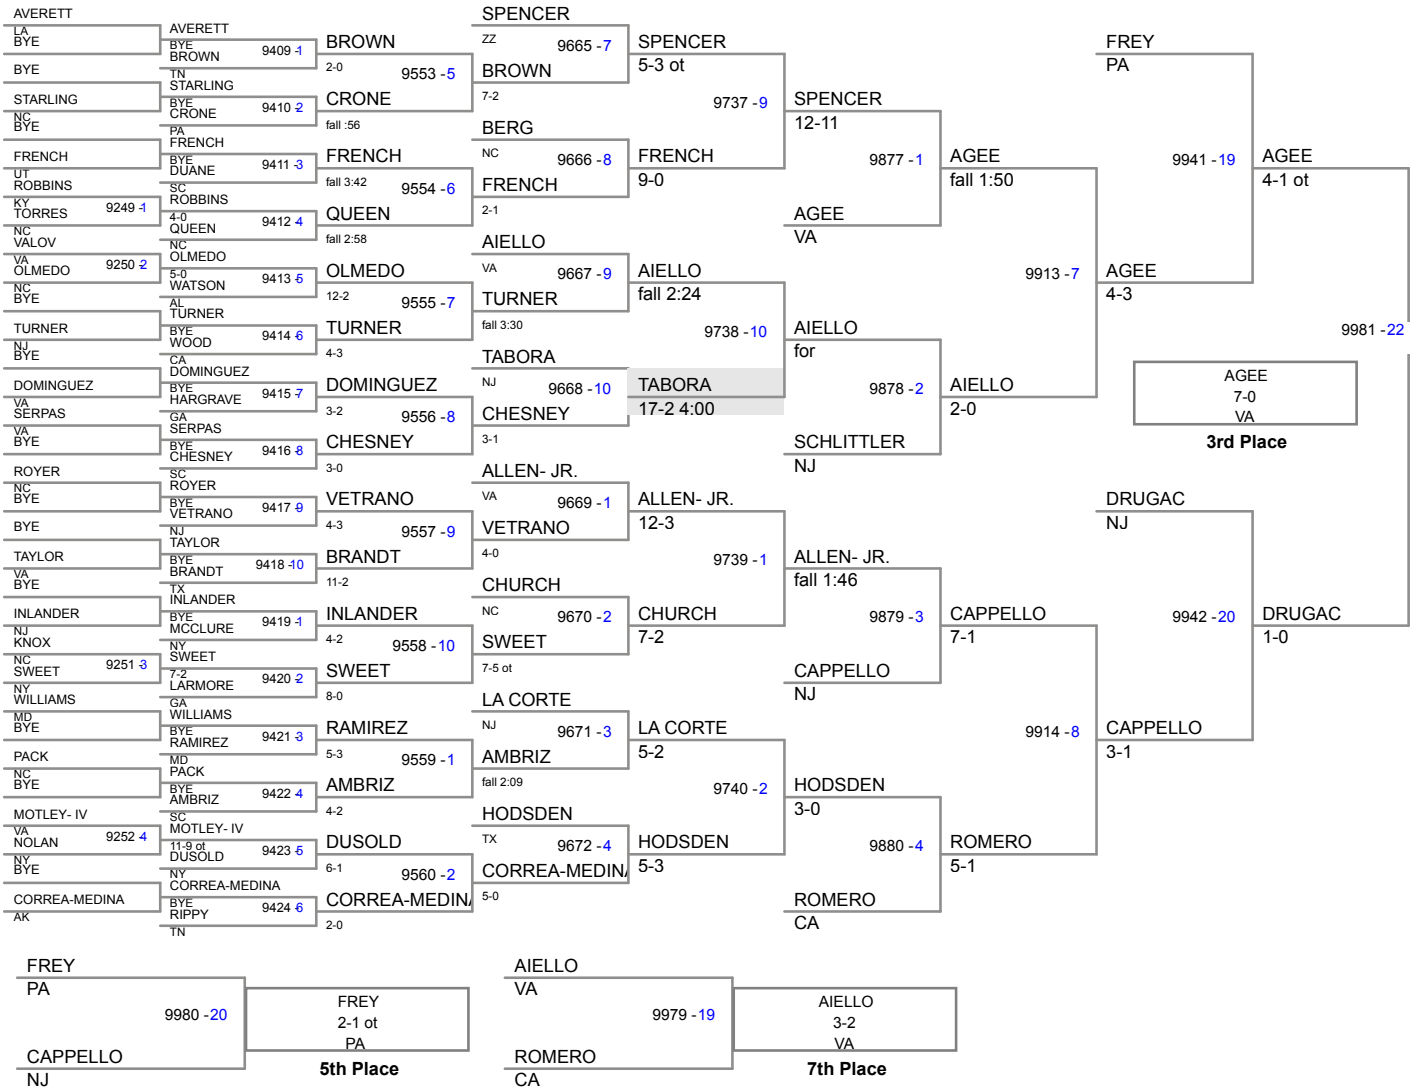 AVERETT
LA
BYE
BYE
STARLING
NC
BYE
FRENCH
UT
ROBBINS
KY
TORRES
9249 -1
NC
VALOV
VA
OLMEDO
9250 -2
NC
BYE
TURNER
NJ
BYE
DOMINGUEZ
VA
SERPAS
VA
BYE
ROYER
NC
BYE
BYE
TAYLOR
VA
BYE
INLANDER
NJ
KNOX
NC
SWEET
9251 -3
NY
WILLIAMS
MD
BYE
PACK
NC
BYE
MOTLEY- IV
VA
NOLAN
9252 -4
NY
BYE
CORREA-MEDINA
AK
AVERETT
BYE
BROWN
9409 -1
TN
STARLING
BYE
CRONE
9410 -2
PA
FRENCH
BYE
DUANE
9411 -3
SC
ROBBINS
4-0
QUEEN
9412 -4
NC
OLMEDO
5-0
WATSON
9413 -5
AL
TURNER
BYE
WOOD
9414 -6
CA
DOMINGUEZ
BYE
HARGRAVE
9415 -7
GA
SERPAS
BYE
CHESNEY
9416 -8
SC
ROYER
BYE
VETRANO
9417 -9
NJ
TAYLOR
BYE
BRANDT
9418 -10
TX
INLANDER
BYE
MCCLURE
9419 -1
NY
SWEET
7-2
LARMORE
9420 -2
GA
WILLIAMS
BYE
RAMIREZ
9421 -3
MD
PACK
BYE
AMBRIZ
9422 -4
SC
MOTLEY- IV
11-9 ot
DUSOLD
9423 -5
NY
CORREA-MEDINA
BYE
RIPPY
9424 -6
TN
BROWN
2-0
9553 -5
CRONE
fall :56
FRENCH
fall 3:42
9554 -6
QUEEN
fall 2:58
OLMEDO
12-2
9555 -7
TURNER
4-3
DOMINGUEZ
3-2
9556 -8
CHESNEY
3-0
VETRANO
4-3
9557 -9
BRANDT
11-2
INLANDER
4-2
9558 -10
SWEET
8-0
RAMIREZ
5-3
9559 -1
AMBRIZ
4-2
DUSOLD
6-1
9560 -2
CORREA-MEDINA
2-0
SPENCER
ZZ
9665 -7
BROWN
7-2
BERG
NC
9666 -8
FRENCH
2-1
AIELLO
VA
9667 -9
TURNER
fall 3:30
TABORA
NJ
9668 -10
CHESNEY
3-1
ALLEN- JR.
VA
9669 -1
VETRANO
4-0
CHURCH
NC
9670 -2
SWEET
7-5 ot
LA CORTE
NJ
9671 -3
AMBRIZ
fall 2:09
HODSDEN
TX
9672 -4
CORREA-MEDINA
5-0
SPENCER
5-3 ot
9737 -9
FRENCH
9-0
AIELLO
fall 2:24
9738 -10
TABORA
17-2 4:00
ALLEN- JR.
12-3
9739 -1
CHURCH
7-2
LA CORTE
5-2
9740 -2
HODSDEN
5-3
SPENCER
12-11
9877 -1
AGEE
VA
AIELLO
for
9878 -2
SCHLITTLER
NJ
ALLEN- JR.
fall 1:46
9879 -3
CAPPELLO
NJ
HODSDEN
3-0
9880 -4
ROMERO
CA
AGEE
fall 1:50
9913 -7
AIELLO
2-0
CAPPELLO
7-1
9914 -8
ROMERO
5-1
FREY
PA
9941 -19
AGEE
4-3
DRUGAC
NJ
9942 -20
CAPPELLO
3-1
AGEE
4-1 ot
9981 -22
DRUGAC
1-0
AGEE
7-0
VA
3rd Place
FREY
PA
9980 -20
CAPPELLO
NJ
FREY
2-1 ot
PA
5th Place
AIELLO
VA
9979 -19
ROMERO
CA
AIELLO
3-2
VA
7th Place